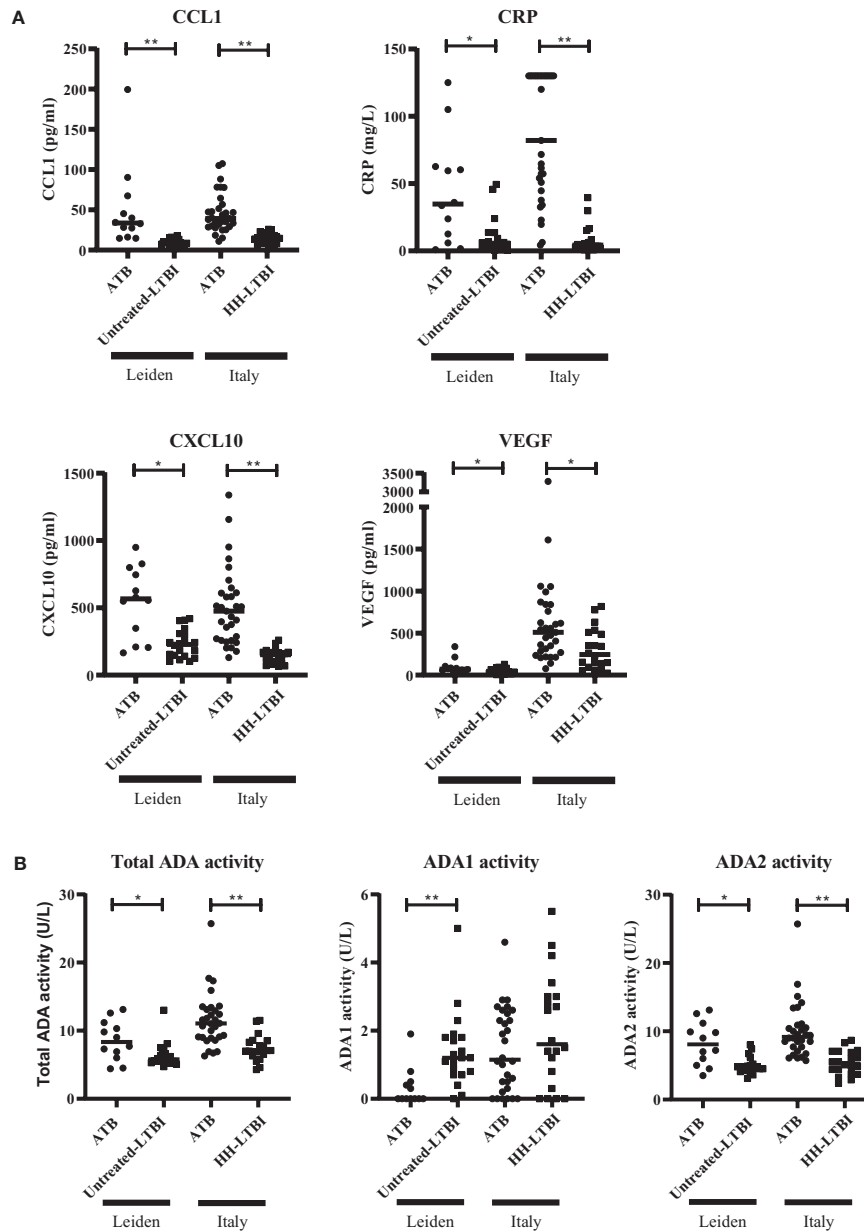 A
CCL1
**
**
CCL1 (pg/ml)
250
200
150
100
50
0
ATB
Untreated-LTBI
ATB
HH-LTBI
Leiden
Italy
CRP
*
**
CRP (mg/L)
150
100
50
0
ATB
Untreated-LTBI
ATB
HH-LTBI
Leiden
Italy
CXCL10
*
**
CXCL10 (pg/ml)
1500
1000
500
0
ATB
Untreated-LTBI
ATB
HH-LTBI
Leiden
Italy
VEGF
*
*
VEGF (pg/ml)
3500
3000
2000
1500
1000
500
0
ATB
Untreated-LTBI
ATB
HH-LTBI
Leiden
Italy
B
Total ADA activity
*
**
Total ADA activity (U/L)
30
20
10
0
ATB
Untreated-LTBI
ATB
HH-LTBI
Leiden
Italy
ADA1 activity
**
ADA1 activity (U/L)
6
4
2
0
ATB
Untreated-LTBI
ATB
HH-LTBI
Leiden
Italy
ADA2 activity
*
**
ADA2 activity (U/L)
30
20
10
0
ATB
Untreated-LTBI
ATB
HH-LTBI
Leiden
Italy